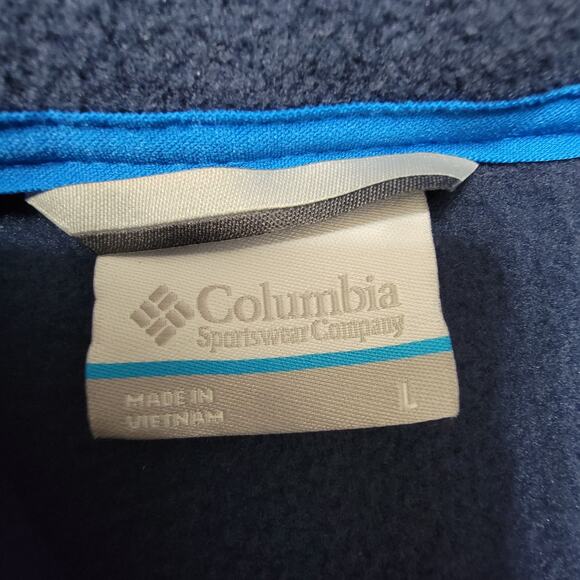 Columbia
Sportswear Company
MADE IN
VIETNAM
L